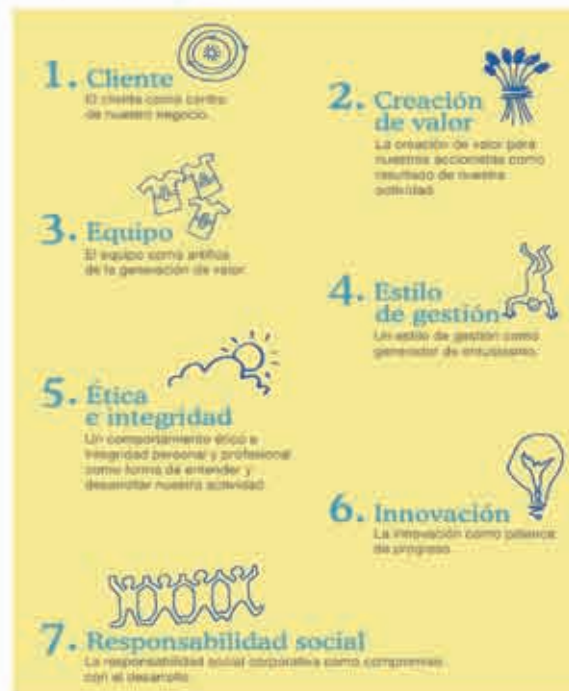 1. Cliente
El cliente como centro
de nuestro negocio.
2. Creación
de valor
La creación de valor para
nuestros accionistas como
resultado de nuestra
actividad.
3. Equipo
El equipo como artífice
de la generación de valor.
4. Estilo
de gestión
Un estilo de gestión como
generador de entusiasmo.
5. Ética
e integridad
Un comportamiento ético e
integridad personal y profesional
como forma de entender y
desarrollar nuestra actividad.
6. Innovación
La innovación como palanca
de progreso.
7. Responsabilidad social
La responsabilidad social corporativa como compromiso
con el desarrollo.